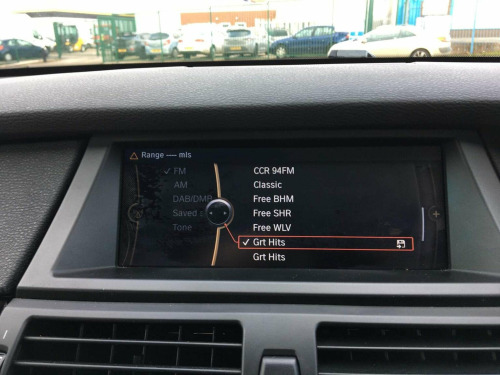 Range --- mls
FM
AM
DAB/DMB
Saved
Tone
CCR 94FM
Classic
Free BHM
Free SHR
Free WLV
Grt Hits
Grt Hits